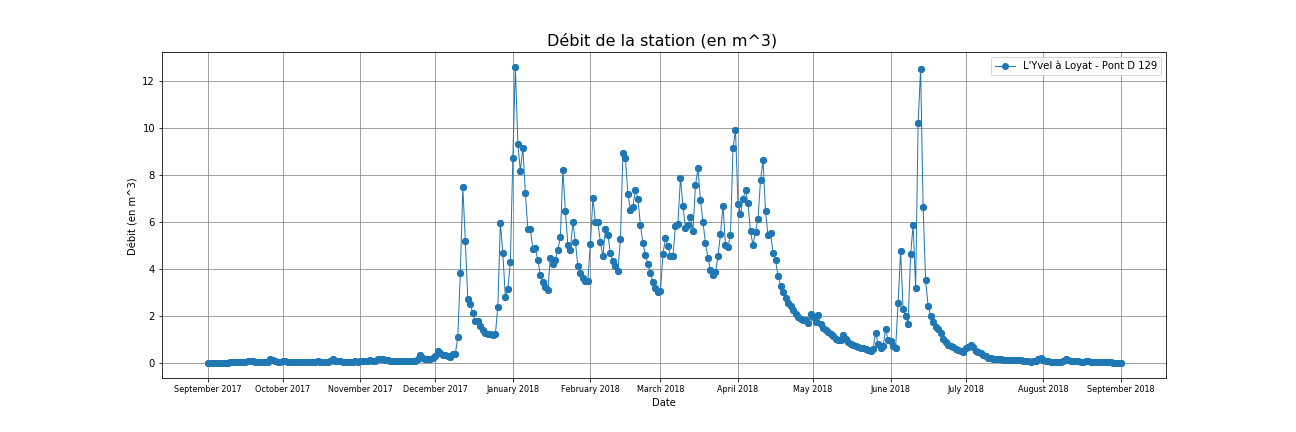 Débit de la station (en m^3)
L'Yvel à Loyat - Pont D 129
12
10
8
6
4
2
0
Débit (en m^3)
September 2017 October 2017 November 2017 December 2017 January 2018 February 2018 March 2018 April 2018 May 2018 June 2018 July 2018 August 2018 September 2018
Date